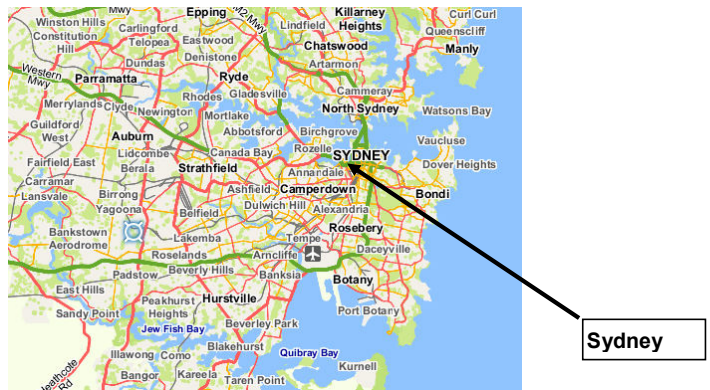 Epping
Mwy
M2 Mwy
Killarney
Heights
Curl Curl
Winston Hills
Carlingford
Lindfield
Queenscliff
Constitution
Hill
Telopea
Eastwood
Chatswood
Manly
Dundas
Denistone
Artarmon
Western
Mwy
Parramatta
Ryde
Cammeray
Rhodes
Gladesville
North Sydney
Merrylands
Clyde
Newington
Mortlake
Watsons Bay
Guildford
West
Auburn
Abbotsford
Birchgrove
Vaucluse
Lidcombe
Canada Bay
Rozelle
SYDNEY
Fairfield East
Berala
Strathfield
Annandale
Dover Heights
Carramar
Lansvale
Birrong
Ashfield
Camperdown
Bondi
Yagoona
Belfield
Dulwich Hill
Alexandria
Bankstown
Aerodrome
Lakemba
Tempe
Rosebery
Roselands
Arncliffe
Daceyville
Padstow
Beverly Hills
Banksia
Botany
East Hills
Peakhurst
Heights
Hurstville
Port Botany
Sandy Point
Jew Fish Bay
Beverley Park
Sydney
Illawong
Como
Blakehurst
Quibray Bay
Heathcote
Rd
Bangor
Kareela
Taren Point
Kurnell